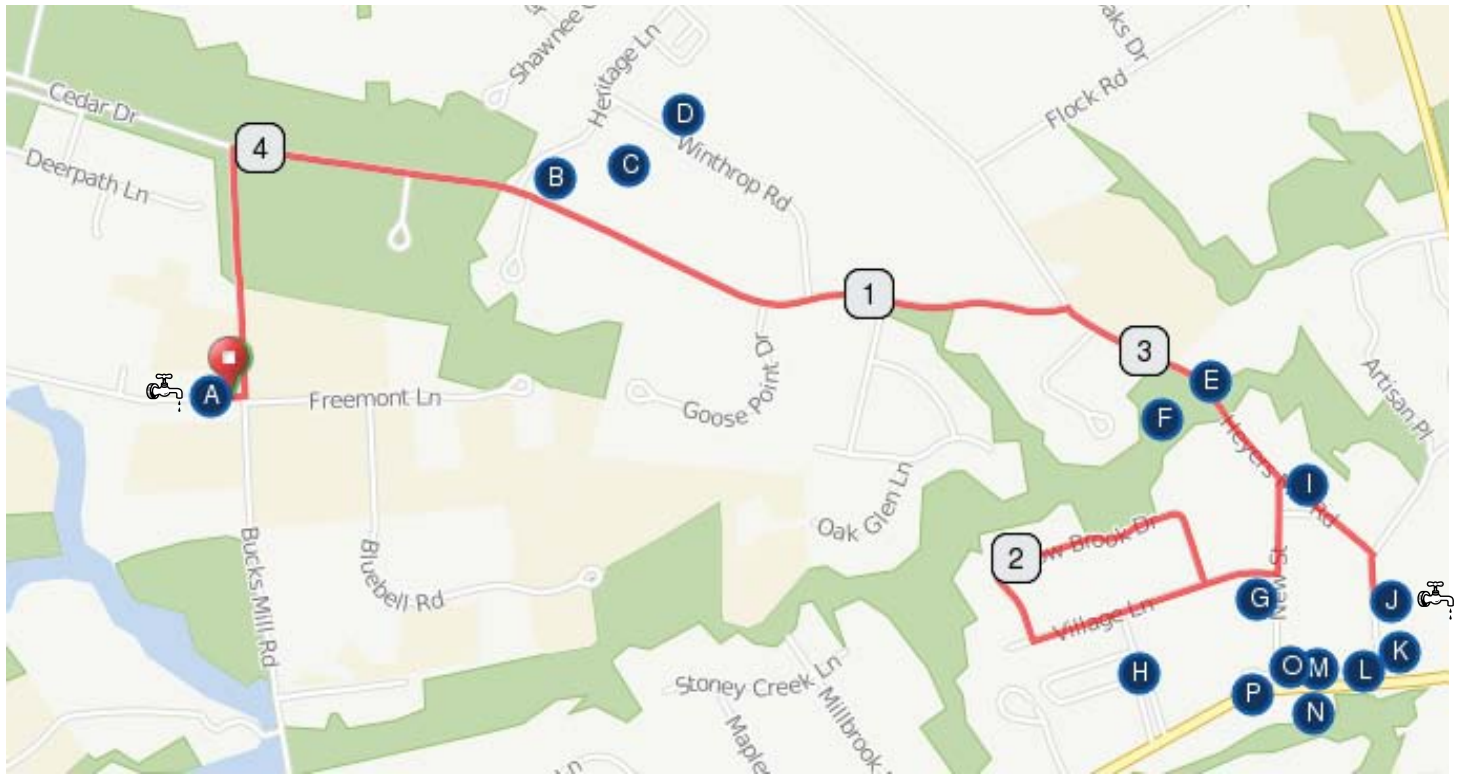 Shawnee
Heritage Ln
Flock Rd
Cedar Dr
4
D
Winthrop Rd
Deerpath Ln
B
C
1
3
A
Freemont Ln
Goose Point Dr
E
F
Artisan Pl
Heyers
Rd
I
Oak Glen Ln
2
Brook Dr
Bucks Mill Rd
Bluebell Rd
New St
G
J
Village Ln
H
O
M
L
K
P
N
Stoney Creek Ln
Millbrook
Maple
Ln